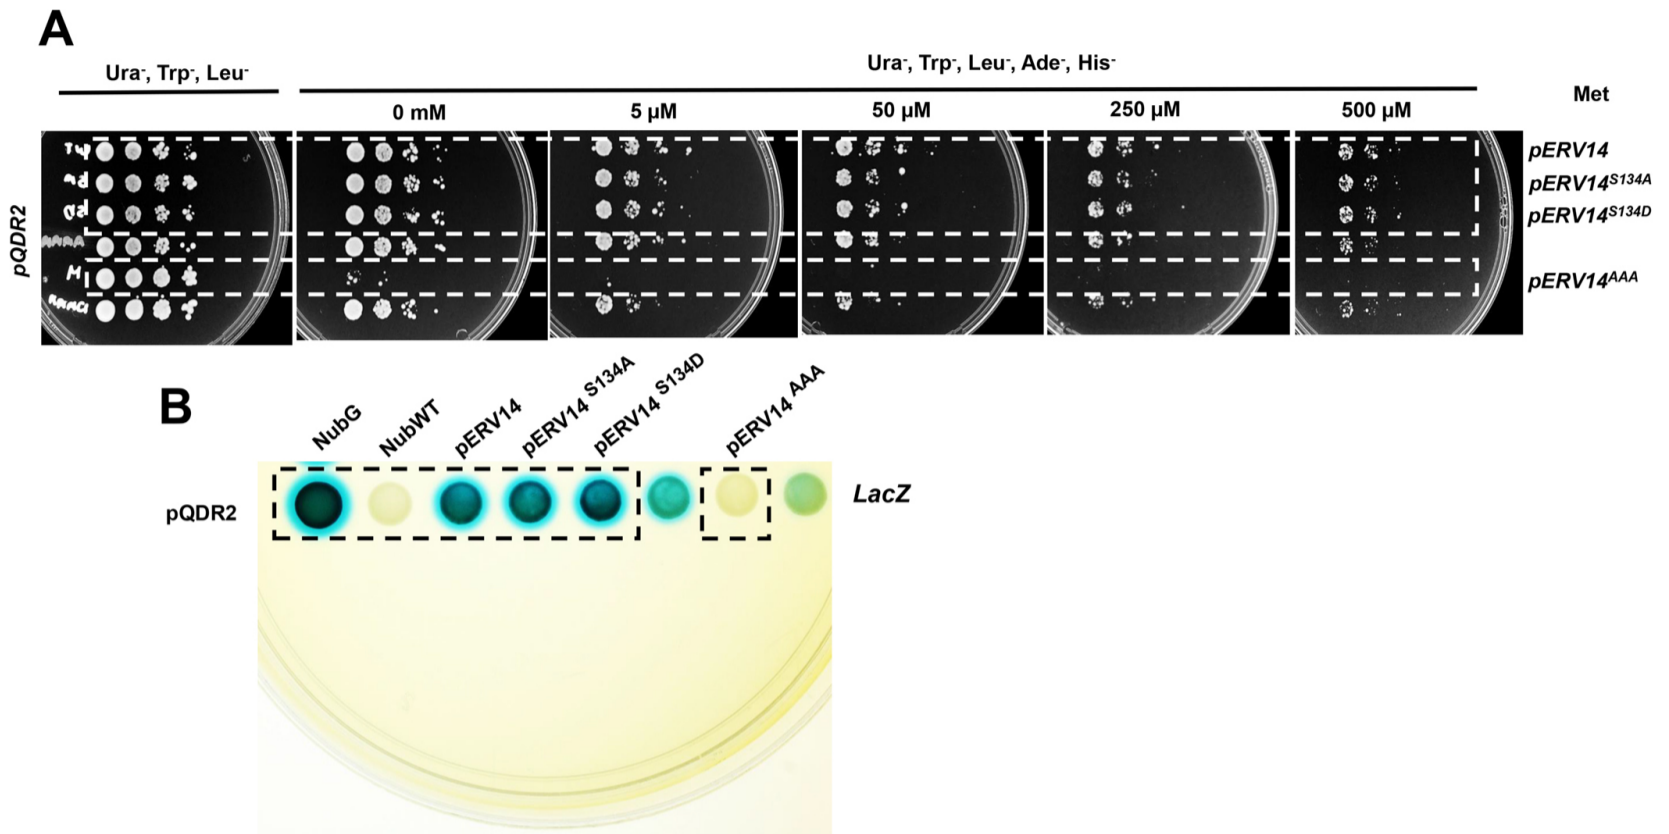 A
Ura-, Trp-, Leu-
Ura-, Trp-, Leu-, Ade-, His-
Met
0 mM
5 µM
50 µM
250 µM
500 µM
pQDR2
pERV14
pERV14S134A
pERV14S134D
pERV14AAA
B
NubG
NubWT
pERV14
pERV14 S134A
pERV14 S134D
pERV14 AAA
pQDR2
LacZ